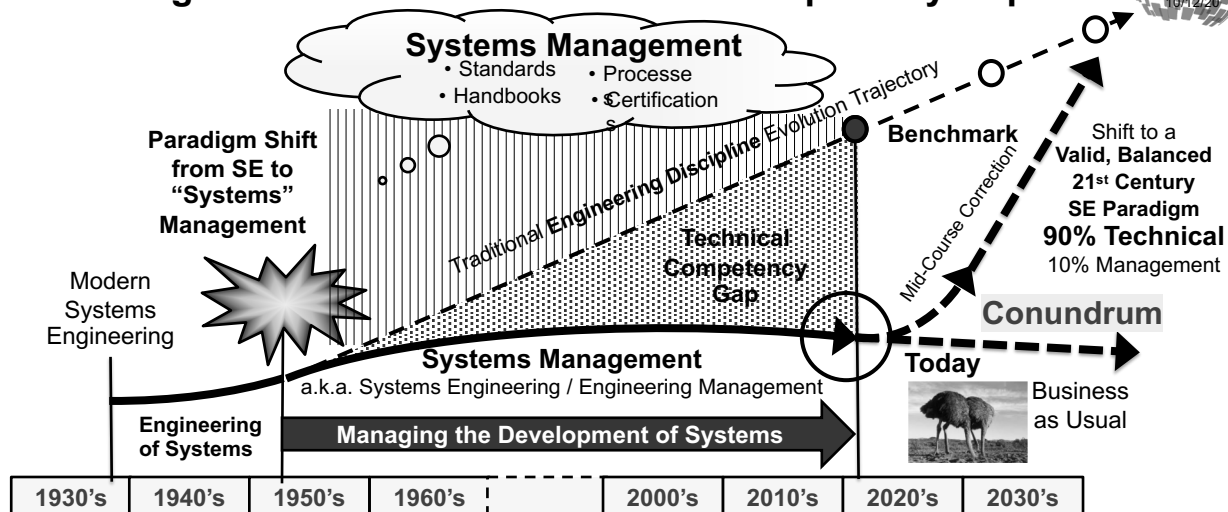 10/12/20
Systems Management
• Standards
• Handbooks
• Processe
s
• Certification
s
Paradigm Shift
from SE to
“Systems”
Management
Modern
Systems
Engineering
Traditional Engineering Discipline Evolution Trajectory
Benchmark
Technical
Competency
Gap
Mid-Course Correction
Shift to a
Valid, Balanced
21st Century
SE Paradigm
90% Technical
10% Management
Conundrum
Systems Management
a.k.a. Systems Engineering / Engineering Management
Today
Business
as Usual
Engineering
of Systems
Managing the Development of Systems
1930’s 1940’s 1950’s 1960’s 2000’s 2010’s 2020’s 2030’s